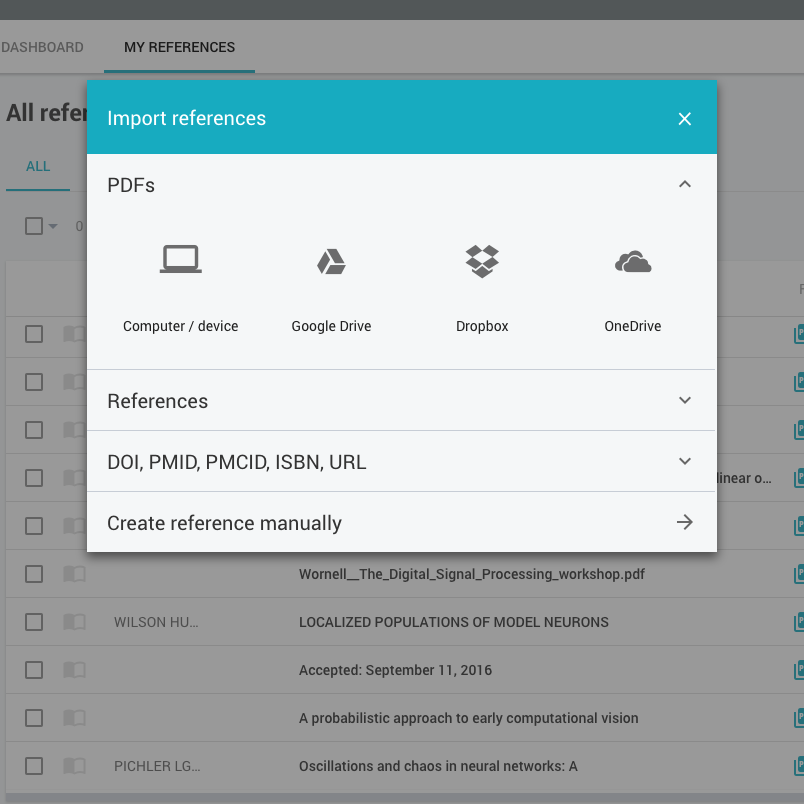 DASHBOARD
MY REFERENCES
All refer
ALL
0
Import references
PDFs
Computer / device
Google Drive
Dropbox
OneDrive
References
DOI, PMID, PMCID, ISBN, URL
Create reference manually
linear o...
Wornell__The_Digital_Signal_Processing_workshop.pdf
WILSON HU... LOCALIZED POPULATIONS OF MODEL NEURONS
Accepted: September 11, 2016
A probabilistic approach to early computational vision
PICHLER LG... Oscillations and chaos in neural networks: A